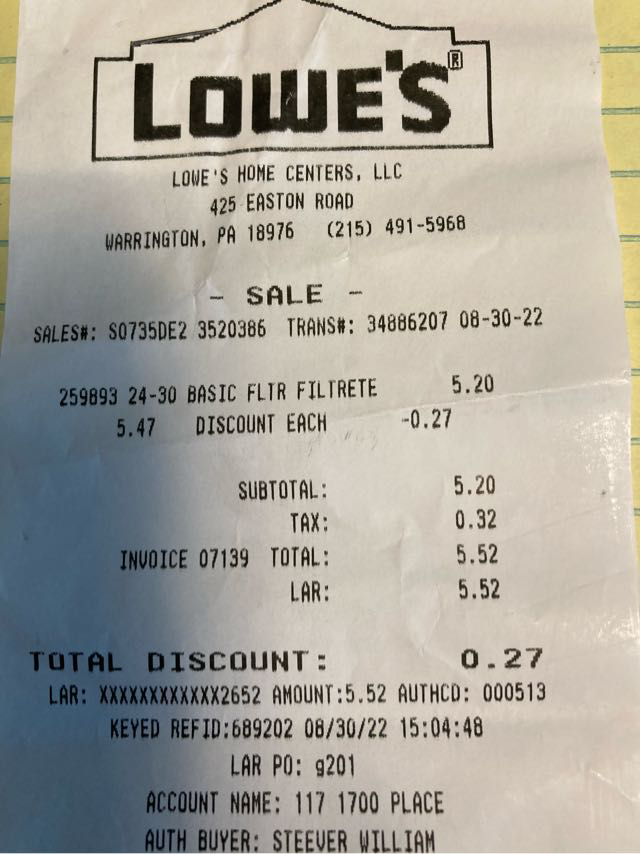 LOWE'S®
LOWE'S HOME CENTERS, LLC
425 EASTON ROAD
WARRINGTON, PA 18976 (215) 491-5968
- SALE -
SALES#: S0735DE2 3520386 TRANS#: 34886207 08-30-22
259893 24-30 BASIC FLTR FILTRETE 5.20
5.47 DISCOUNT EACH -0.27
SUBTOTAL: 5.20
TAX: 0.32
INVOICE 07139 TOTAL: 5.52
LAR: 5.52
TOTAL DISCOUNT: 0.27
LAR: XXXXXXXXXXXX2652 AMOUNT:5.52 AUTHCD: 000513
KEYED REFID:689202 08/30/22 15:04:48
LAR PO: g201
ACCOUNT NAME: 117 1700 PLACE
AUTH BUYER: STEEVER WILLIAM